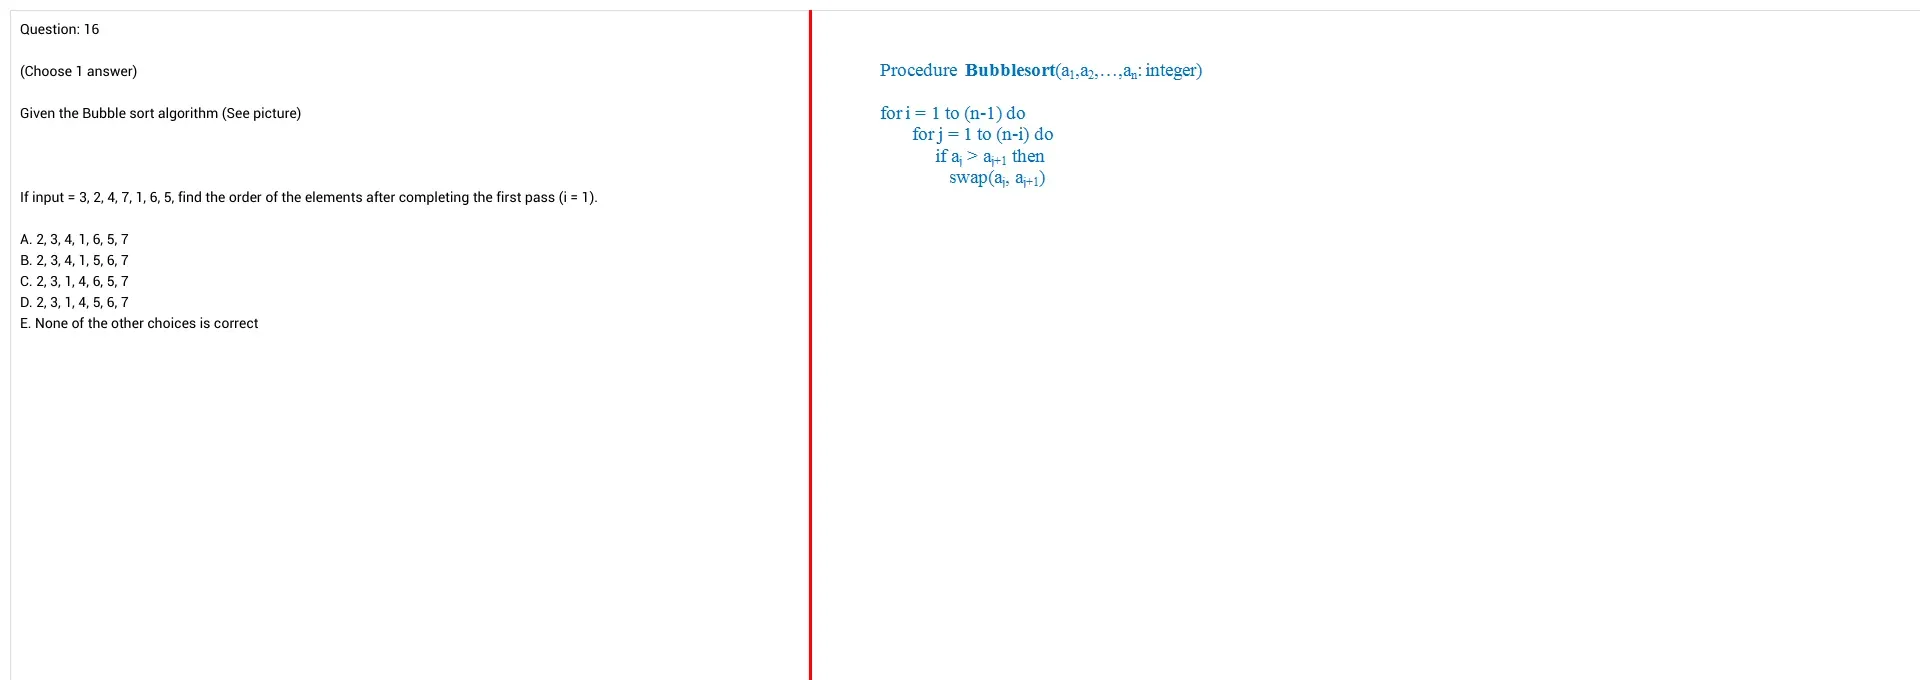 Question: 16
(Choose 1 answer)
Given the Bubble sort algorithm (See picture)
If input = 3, 2, 4, 7, 1, 6, 5, find the order of the elements after completing the first pass (i = 1).
A. 2, 3, 4, 1, 6, 5, 7
B. 2, 3, 4, 1, 5, 6, 7
C. 2, 3, 1, 4, 6, 5, 7
D. 2, 3, 1, 4, 5, 6, 7
E. None of the other choices is correct
Procedure Bubblesort(a₁,a₂,…,aₙ: integer)
for i = 1 to (n-1) do
for j = 1 to (n-i) do
if aⱼ > aⱼ₊₁ then
swap(aⱼ, aⱼ₊₁)